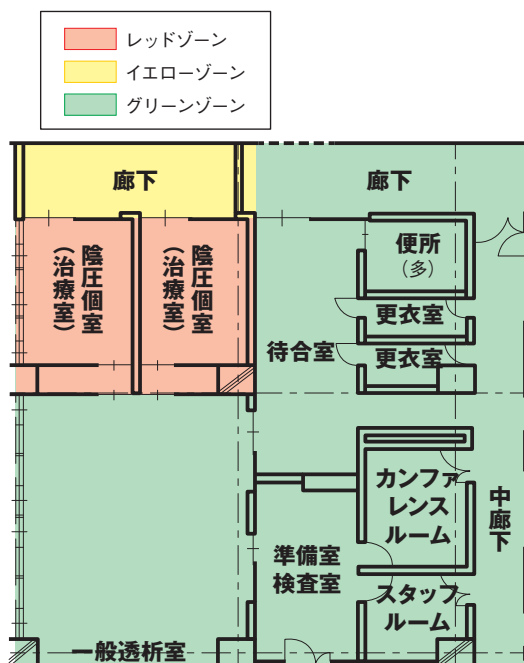 レッドゾーン
イエローゾーン
グリーンゾーン
廊下
廊下
陰圧個室
（治療室）
陰圧個室
（治療室）
便所
（多）
更衣室
待合室
更衣室
カンファ
レンス
ルーム
中廊下
準備室
検査室
スタッフ
ルーム
一般透析室